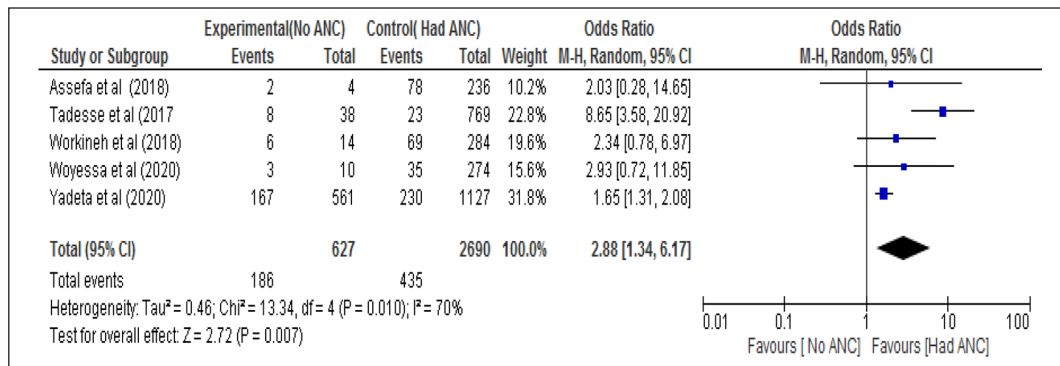 Experimental(No ANC) Control( Had ANC) Odds Ratio Odds Ratio
Study or Subgroup Events Total Events Total Weight M-H, Random, 95% CI M-H, Random, 95% CI
Assefa et al (2018) 2 4 78 236 10.2% 2.03 [0.28, 14.65]
Tadesse et al (2017 8 38 23 769 22.8% 8.65 [3.58, 20.92]
Workineh et al (2018) 6 14 69 284 19.6% 2.34 [0.78, 6.97]
Woyessa et al (2020) 3 10 35 274 15.6% 2.93 [0.72, 11.85]
Yadeta et al (2020) 167 561 230 1127 31.8% 1.65 [1.31, 2.08]
Total (95% CI) 627 2690 100.0% 2.88 [1.34, 6.17]
Total events 186 435
Heterogeneity: Tau² = 0.46; Chi² = 13.34, df = 4 (P = 0.010); I² = 70%
Test for overall effect: Z = 2.72 (P = 0.007)
0.01 0.1 1 10 100
Favours [ No ANC] Favours [Had ANC]